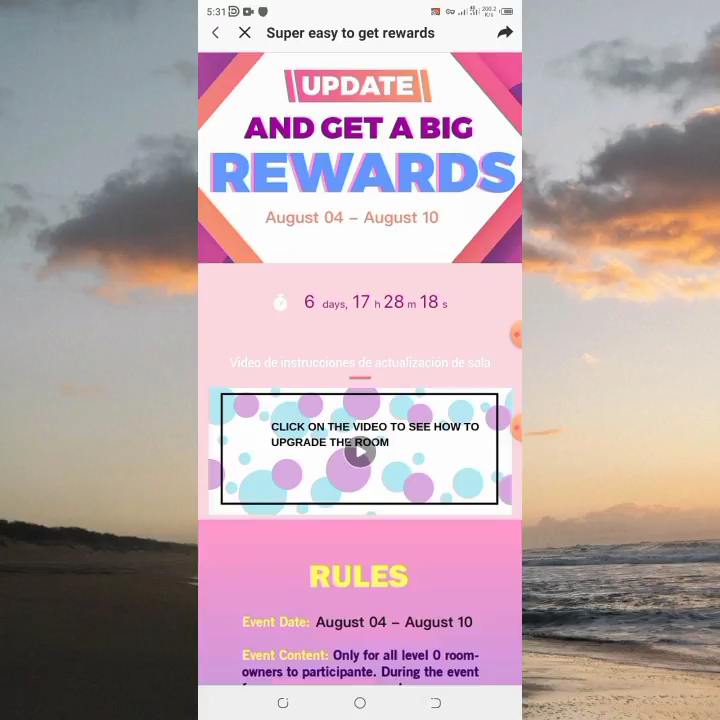 5:31
200.2
K/s
Super easy to get rewards
UPDATE
AND GET A BIG
REWARDS
August 04 – August 10
6 days, 17 h 28 m 18 s
Video de instrucciones de actualización de sala
CLICK ON THE VIDEO TO SEE HOW TO
UPGRADE THE ROOM
RULES
Event Date: August 04 – August 10
Event Content: Only for all level 0 room-
owners to participante. During the event